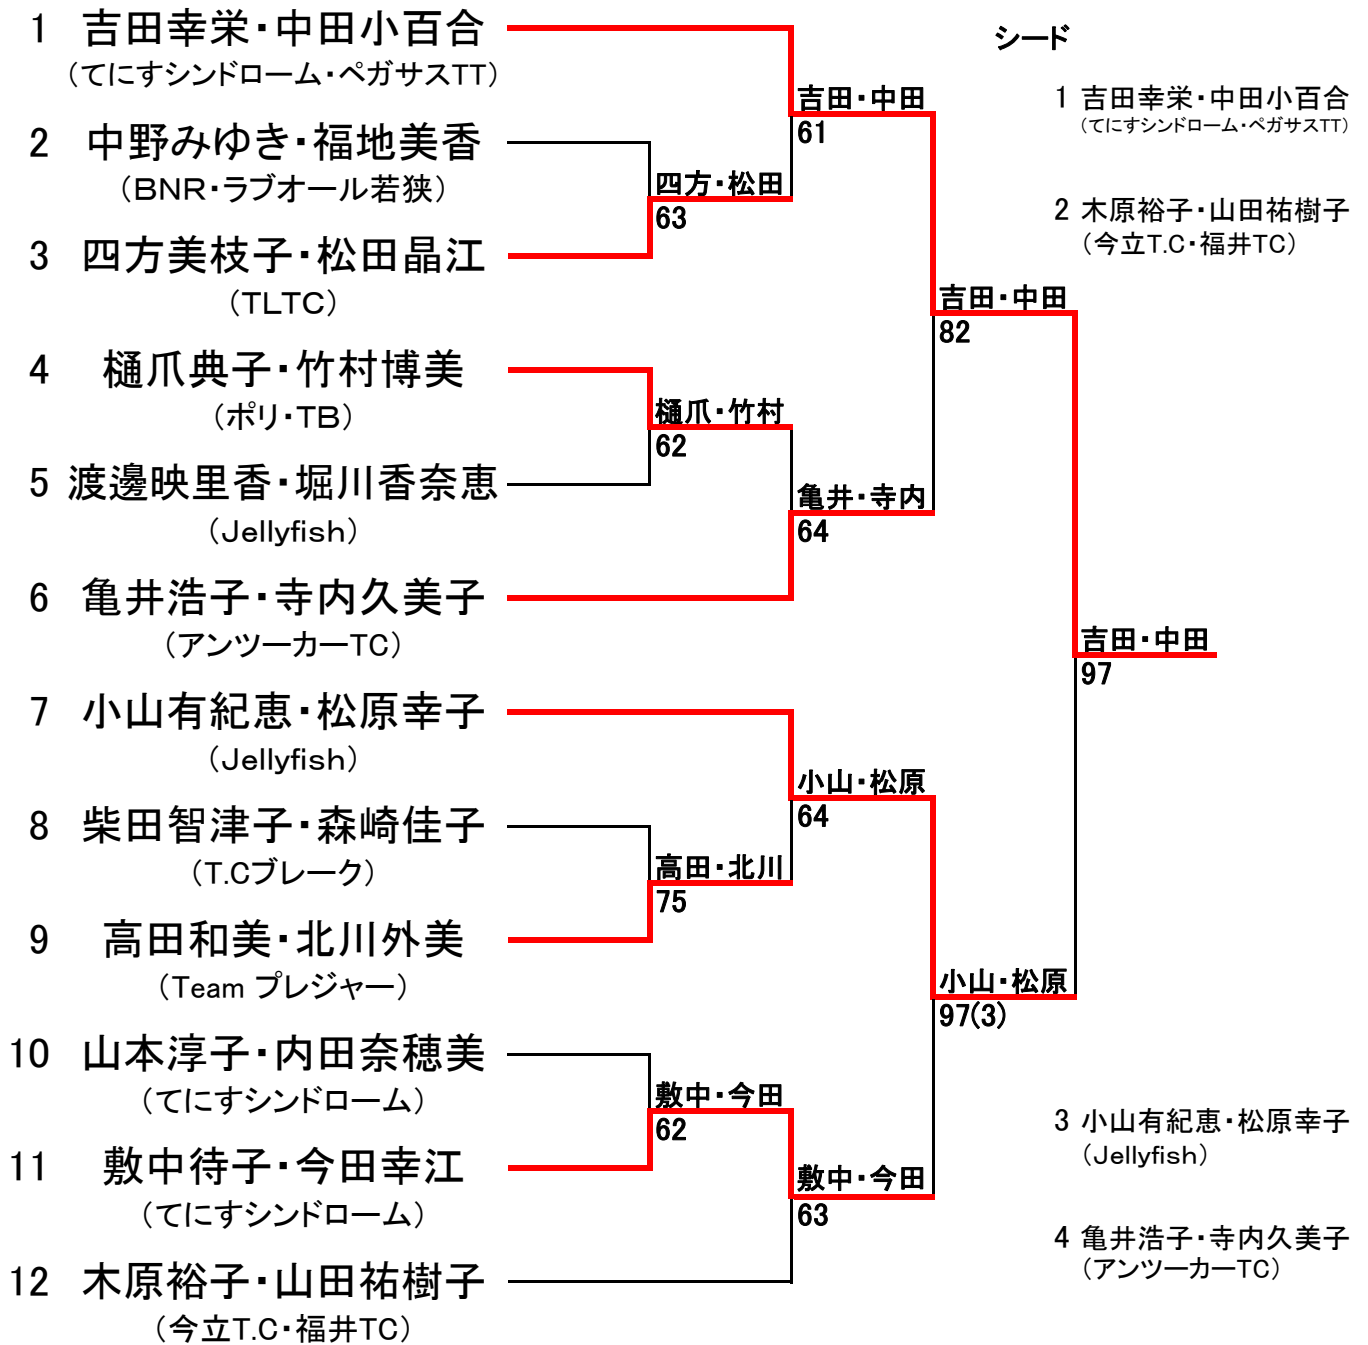 1 吉田幸栄・中田小百合
（てにすシンドローム・ペガサスTT）
2 中野みゆき・福地美香
（BNR・ラブオール若狭）
3 四方美枝子・松田晶江
（TLTC）
4 樋爪典子・竹村博美
（ポリ・TB）
5 渡邊映里香・堀川香奈恵
（Jellyfish）
6 亀井浩子・寺内久美子
（アンツーカーTC）
7 小山有紀恵・松原幸子
（Jellyfish）
8 柴田智津子・森崎佳子
（T.Cブレーク）
9 高田和美・北川外美
（Team プレジャー）
10 山本淳子・内田奈穂美
（てにすシンドローム）
11 敷中待子・今田幸江
（てにすシンドローム）
12 木原裕子・山田祐樹子
（今立T.C・福井TC）
四方・松田
63
樋爪・竹村
62
高田・北川
75
敷中・今田
62
吉田・中田
61
亀井・寺内
64
小山・松原
64
敷中・今田
63
吉田・中田
82
小山・松原
97(3)
吉田・中田
97
シード
1 吉田幸栄・中田小百合
（てにすシンドローム・ペガサスTT）
2 木原裕子・山田祐樹子
（今立T.C・福井TC）
3 小山有紀恵・松原幸子
（Jellyfish）
4 亀井浩子・寺内久美子
（アンツーカーTC）